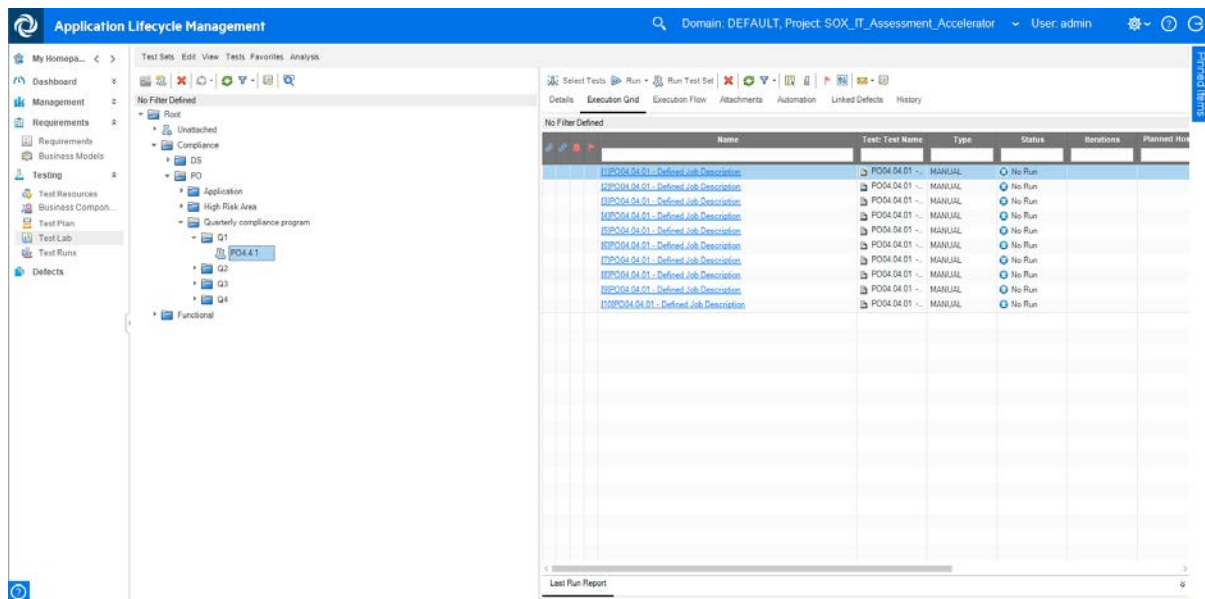 Application Lifecycle Management
Domain: DEFAULT, Project: SOX_IT_Assessment_Accelerator
User: admin
My Homepa...
Dashboard
Management
Requirements
Requirements
Business Models
Testing
Test Resources
Business Compon...
Test Plan
Test Lab
Test Runs
Defects
Test Sets Edit View Tests Favorites Analysis
No Filter Defined
Root
Unattached
Compliance
DS
PO
Application
High Risk Area
Quarterly compliance program
Q1
PO4.4.1
Q2
Q3
Q4
Functional
Select Tests Run Run Test Set
Details Execution Grid Execution Flow Attachments Automation Linked Defects History
No Filter Defined
Name Test: Test Name Type Status Iterations Planned Hos
[1]PO04.04.01 - Defined Job Description PO04.04.01 -... MANUAL No Run
[2]PO04.04.01 - Defined Job Description PO04.04.01 -... MANUAL No Run
[3]PO04.04.01 - Defined Job Description PO04.04.01 -... MANUAL No Run
[4]PO04.04.01 - Defined Job Description PO04.04.01 -... MANUAL No Run
[5]PO04.04.01 - Defined Job Description PO04.04.01 -... MANUAL No Run
[6]PO04.04.01 - Defined Job Description PO04.04.01 -... MANUAL No Run
[7]PO04.04.01 - Defined Job Description PO04.04.01 -... MANUAL No Run
[8]PO04.04.01 - Defined Job Description PO04.04.01 -... MANUAL No Run
[9]PO04.04.01 - Defined Job Description PO04.04.01 -... MANUAL No Run
[10]PO04.04.01 - Defined Job Description PO04.04.01 -... MANUAL No Run
Last Run Report
Pinned Items